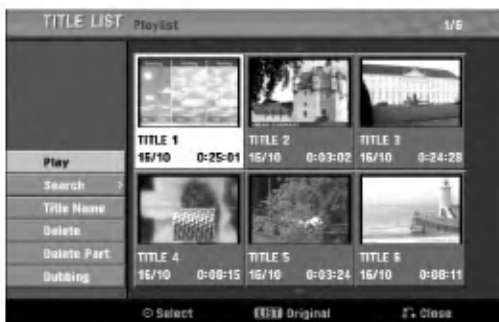 TITLE LIST Playlist 1/6
TITLE 1 TITLE 2 TITLE 3
16/10 0:25:01 16/10 0:03:02 16/10 0:24:28
Play
Search
Title Name
Delete
Delete Part
Dubbing
TITLE 4 TITLE 5 TITLE 6
16/10 0:08:15 16/10 0:03:24 16/10 0:08:11
Select Original Close